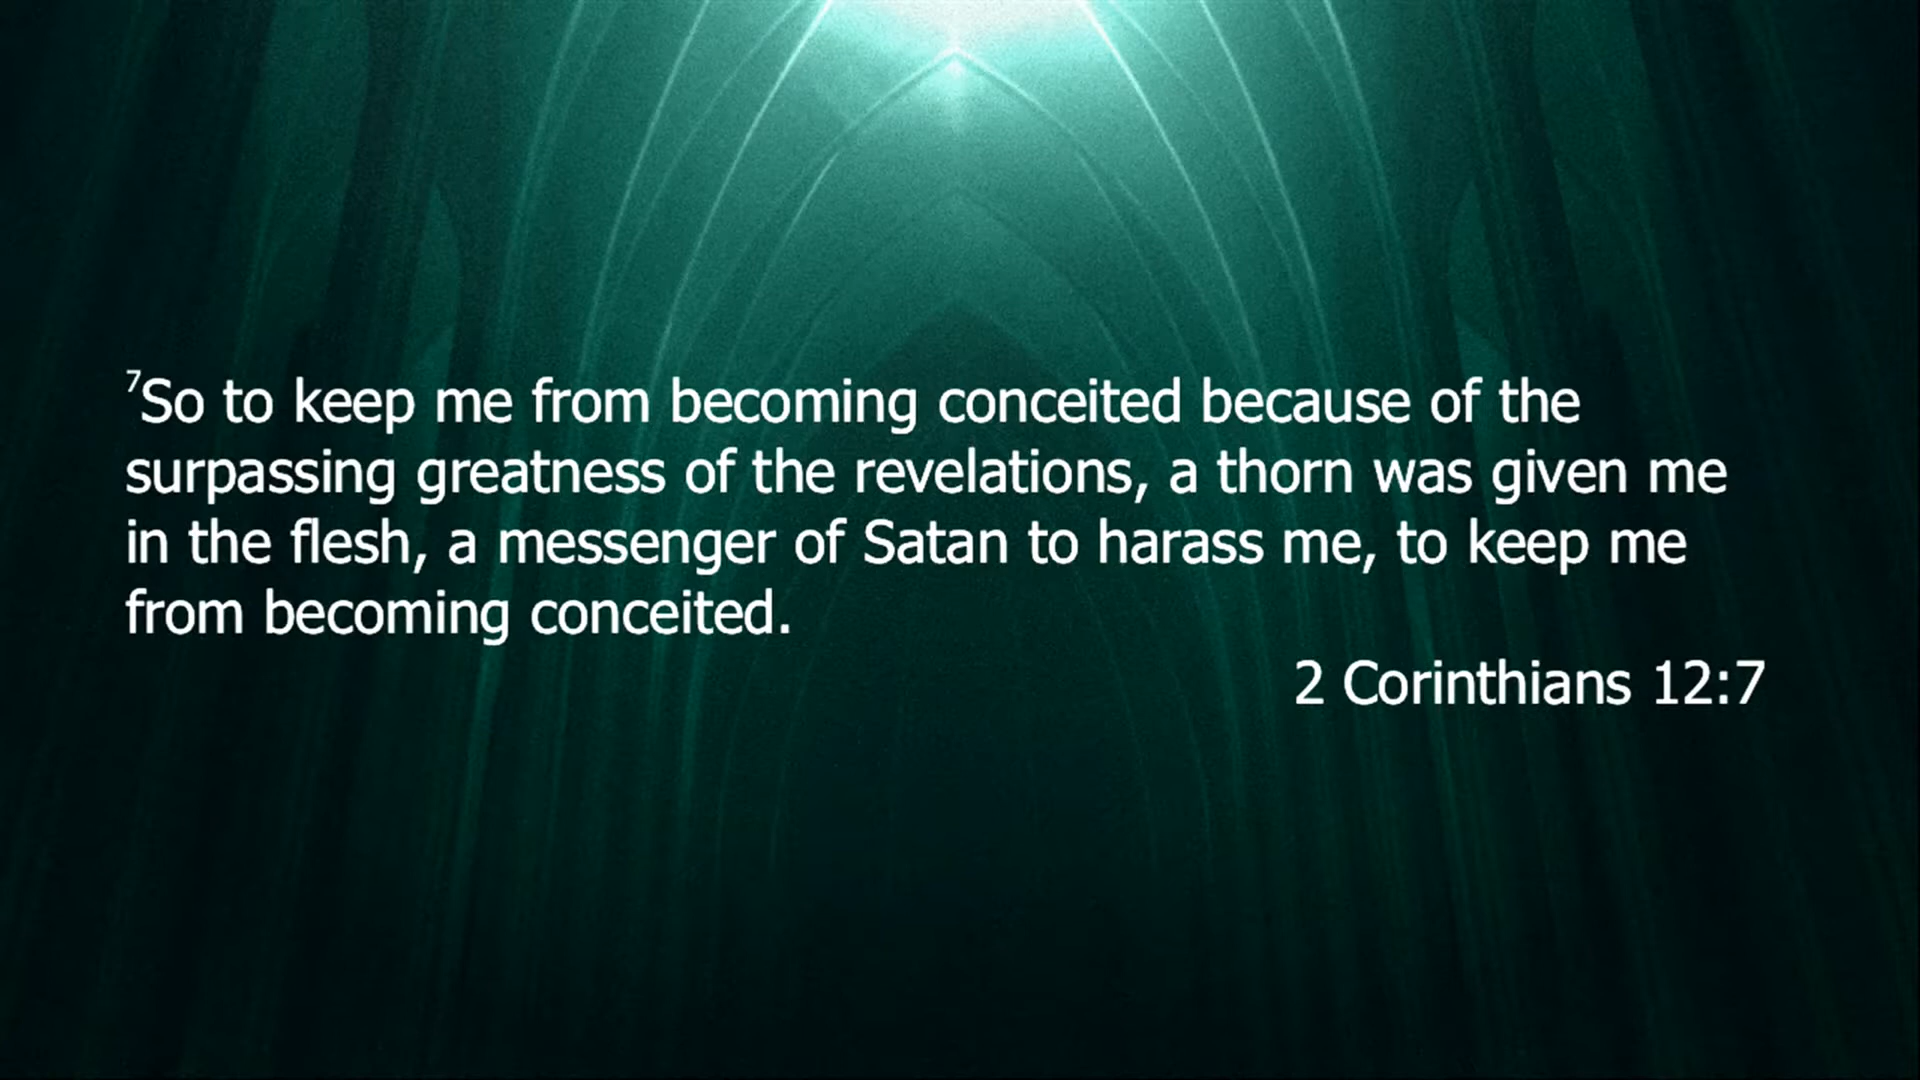 ⁷So to keep me from becoming conceited because of the
surpassing greatness of the revelations, a thorn was given me
in the flesh, a messenger of Satan to harass me, to keep me
from becoming conceited.
2 Corinthians 12:7